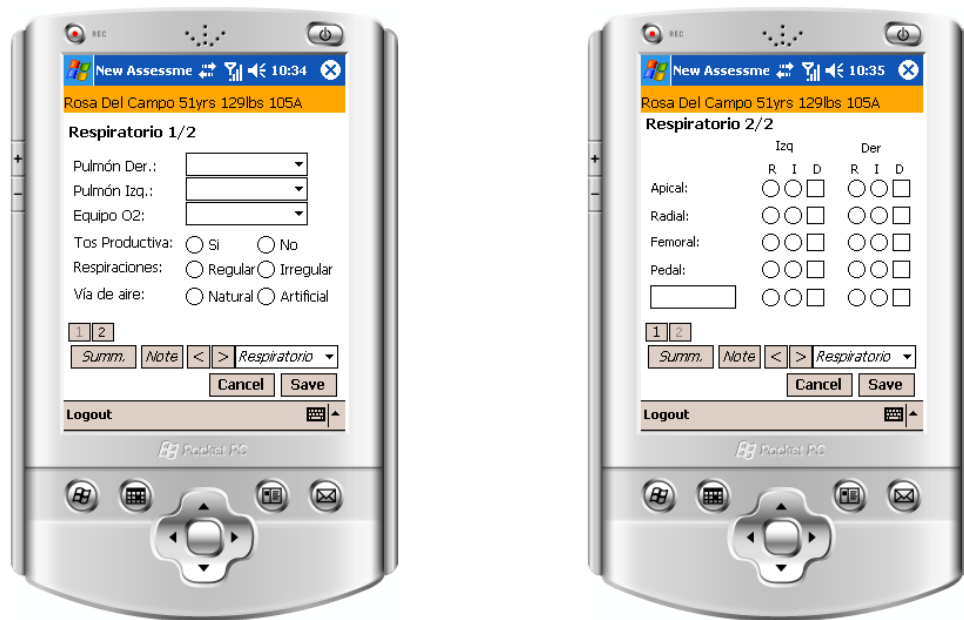 REC
New Assessme 10:34
Rosa Del Campo 51yrs 129lbs 105A
Respiratorio 1/2
Pulmón Der.:
Pulmón Izq.:
Equipo O2:
Tos Productiva: Si No
Respiraciones: Regular Irregular
Vía de aire: Natural Artificial
1 2
Summ. Note < > Respiratorio
Cancel Save
Logout
Pocket PC
REC
New Assessme 10:35
Rosa Del Campo 51yrs 129lbs 105A
Respiratorio 2/2
Izq Der
R I D R I D
Apical:
Radial:
Femoral:
Pedal:
1 2
Summ. Note < > Respiratorio
Cancel Save
Logout
Pocket PC